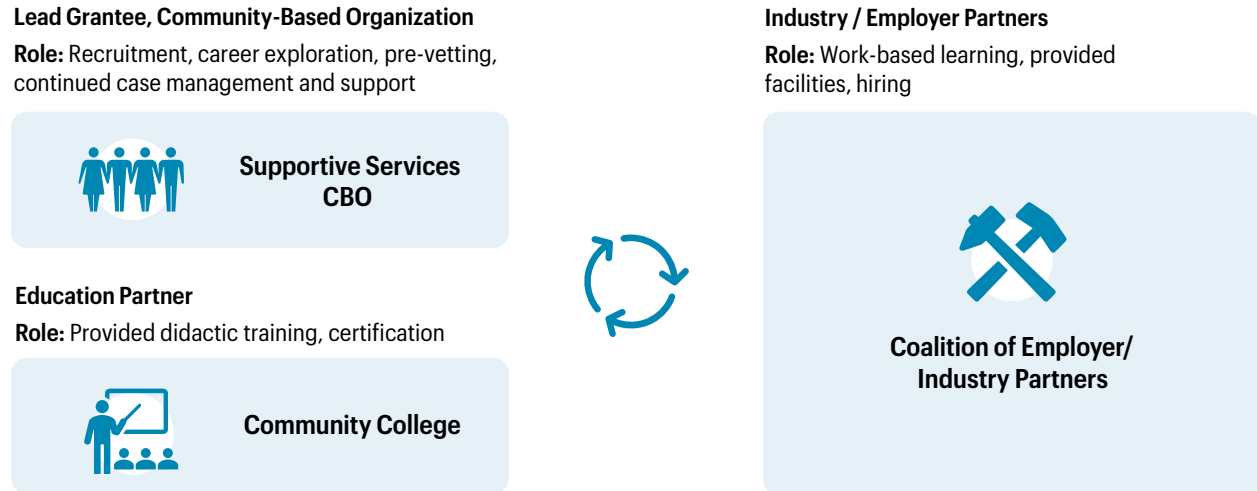 Lead Grantee, Community-Based Organization
Role: Recruitment, career exploration, pre-vetting,
continued case management and support
Supportive Services
CBO
Education Partner
Role: Provided didactic training, certification
Community College
Industry / Employer Partners
Role: Work-based learning, provided
facilities, hiring
Coalition of Employer/
Industry Partners